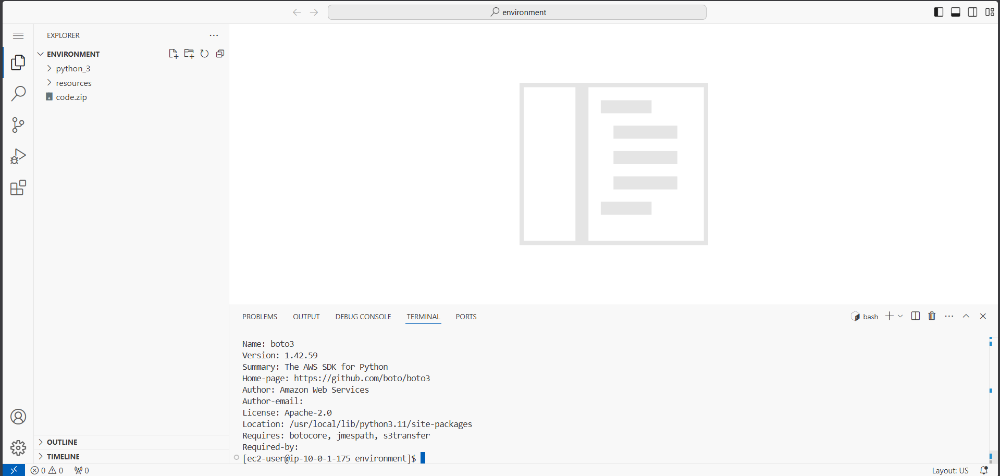 environment
EXPLORER
ENVIRONMENT
python_3
resources
code.zip
OUTLINE
TIMELINE
PROBLEMS OUTPUT DEBUG CONSOLE TERMINAL PORTS
bash
Name: boto3
Version: 1.42.59
Summary: The AWS SDK for Python
Home-page: https://github.com/boto/boto3
Author: Amazon Web Services
Author-email:
License: Apache-2.0
Location: /usr/local/lib/python3.11/site-packages
Requires: botocore, jmespath, s3transfer
Required-by:
[ec2-user@ip-10-0-1-175 environment]$
0 0 0
Layout: US